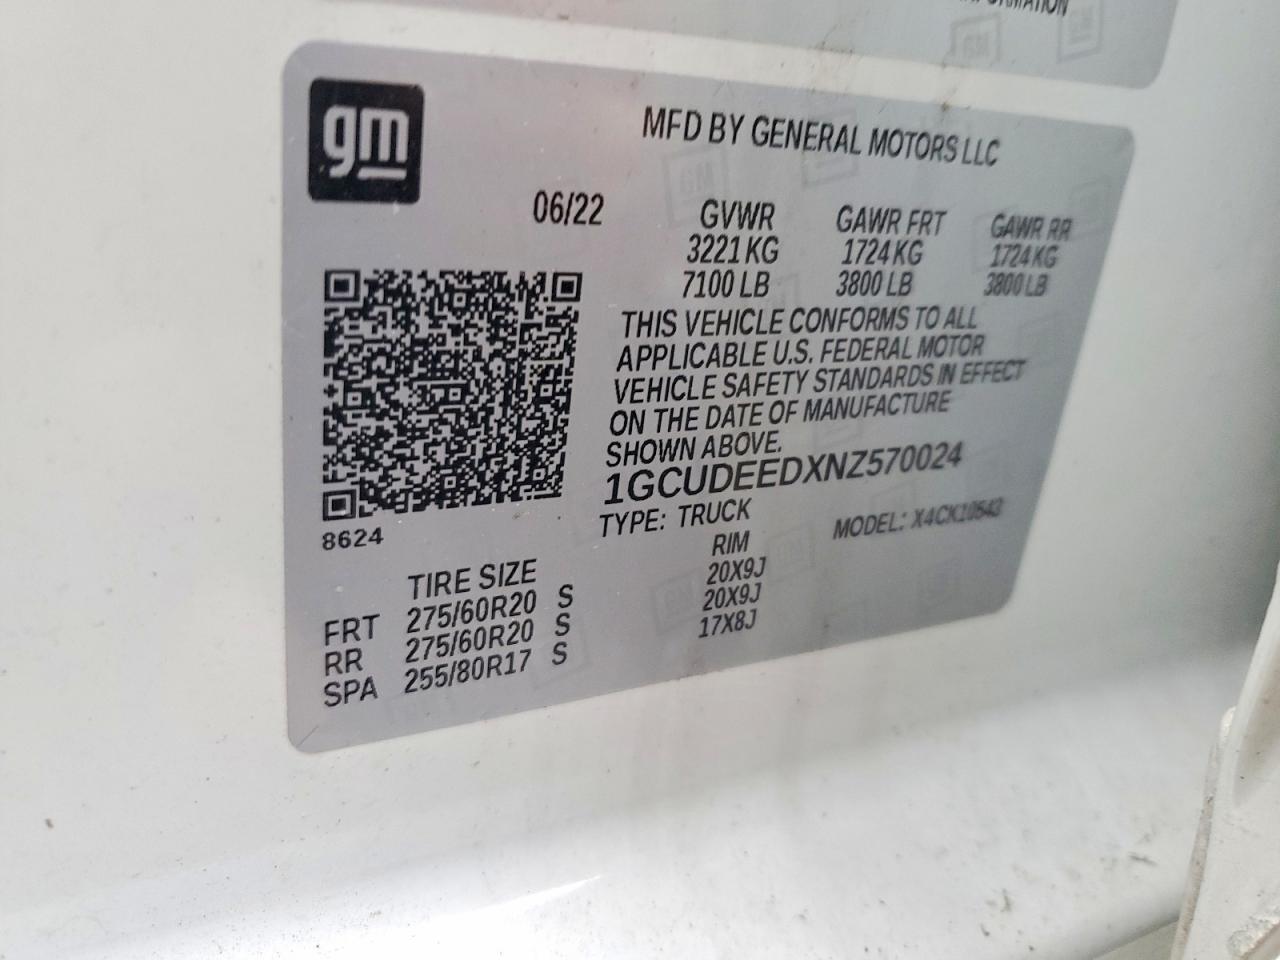 FORMATION
gm
MFD BY GENERAL MOTORS LLC
06/22 GVWR GAWR FRT GAWR RR
3221 KG 1724 KG 1724 KG
7100 LB 3800 LB 3800 LB
THIS VEHICLE CONFORMS TO ALL
APPLICABLE U.S. FEDERAL MOTOR
VEHICLE SAFETY STANDARDS IN EFFECT
ON THE DATE OF MANUFACTURE
SHOWN ABOVE.
1GCUDEEDXNZ570024
TYPE: TRUCK MODEL: X4CK10543
8624
TIRE SIZE RIM
FRT 275/60R20 S 20X9J
RR 275/60R20 S 20X9J
SPA 255/80R17 S 17X8J